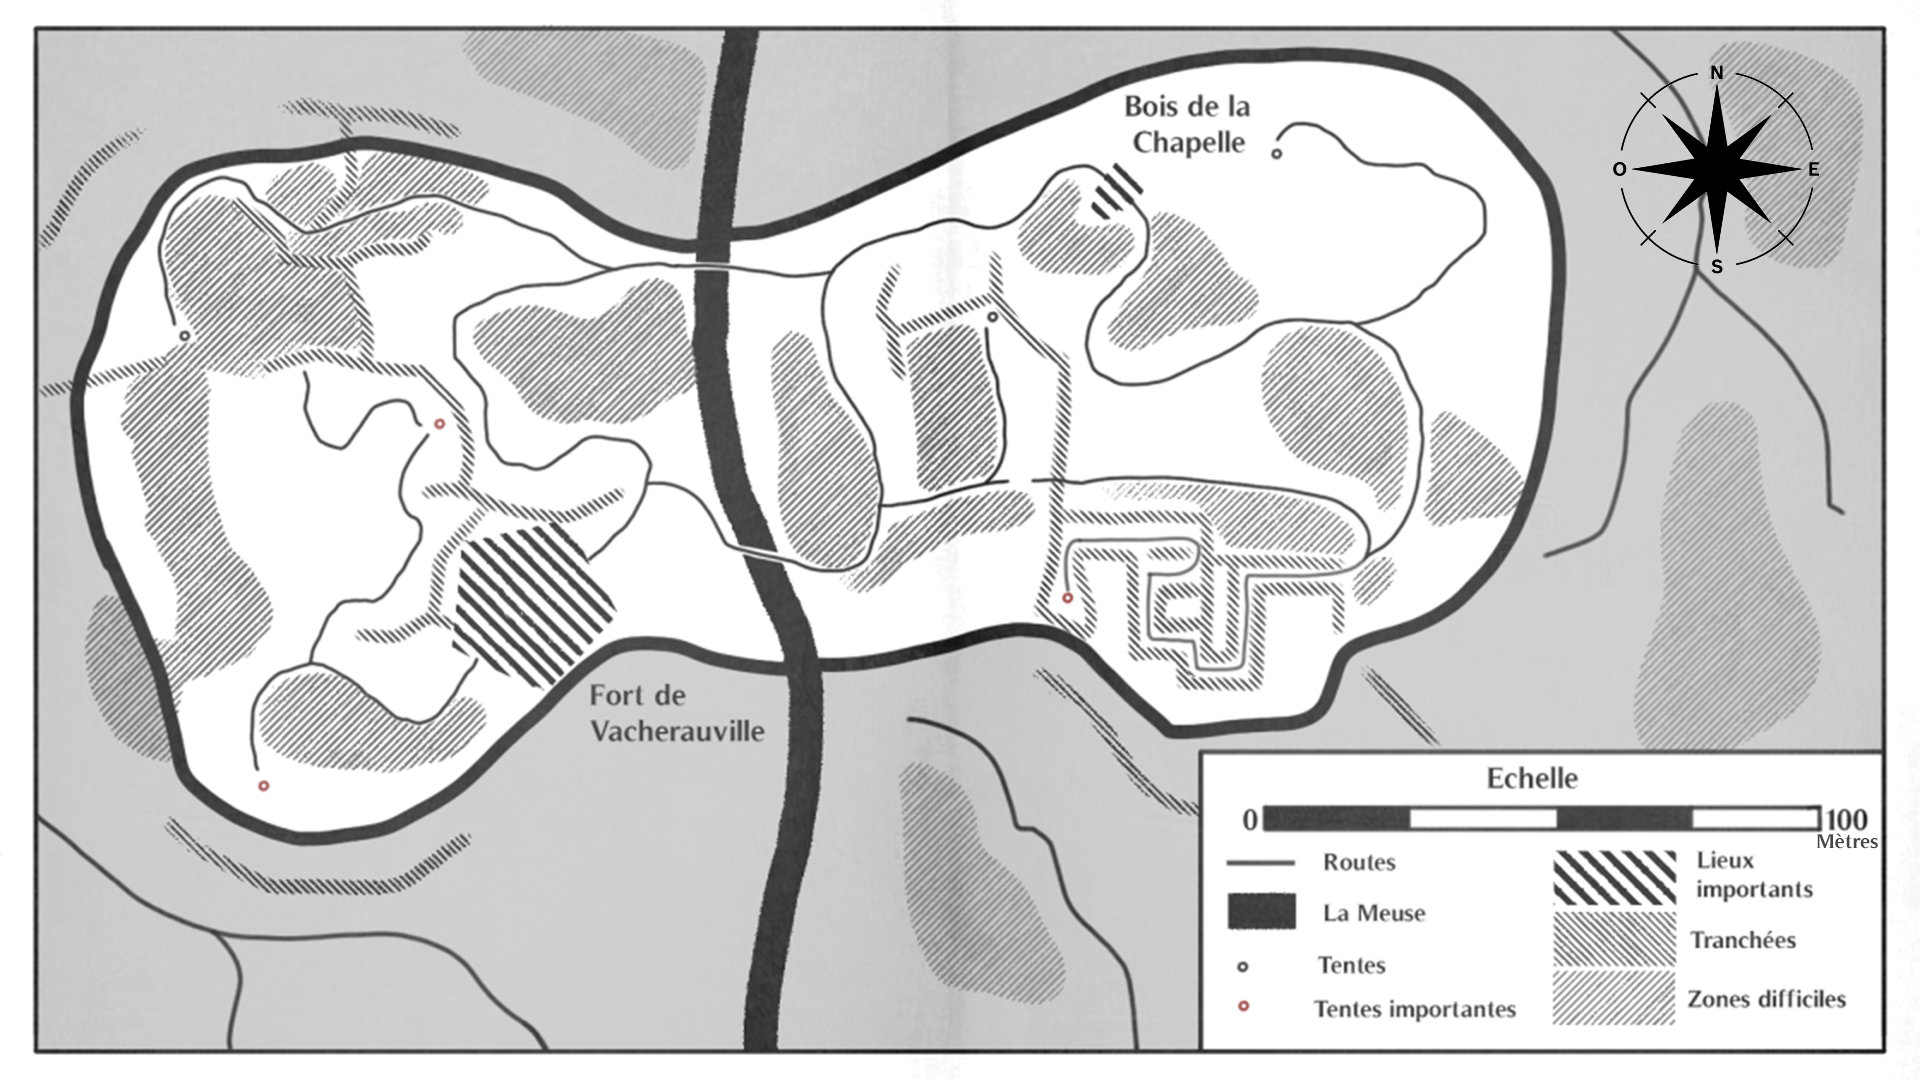 Bois de la
Chapelle
N
O
E
S
Fort de
Vacherauville
Echelle
0
100
Mètres
Routes
La Meuse
Tentes
Tentes importantes
Lieux
importants
Tranchées
Zones difficiles